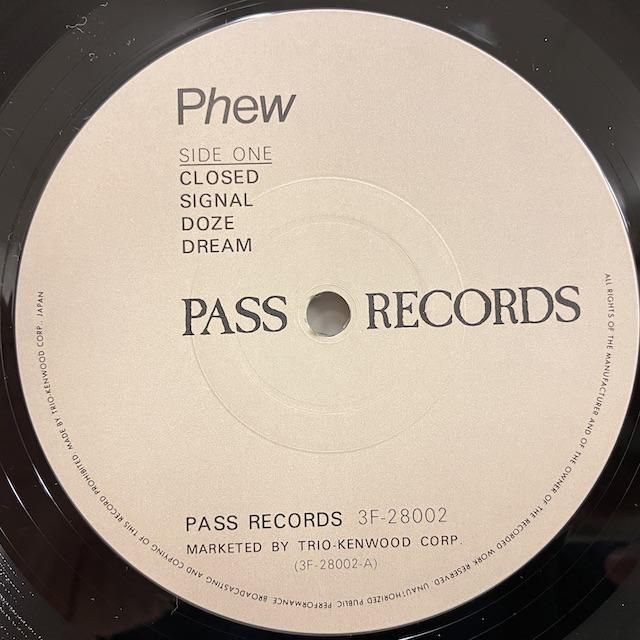 Phew
SIDE ONE
CLOSED
SIGNAL
DOZE
DREAM
PASS RECORDS
PASS RECORDS 3F-28002
MARKETED BY TRIO-KENWOOD CORP.
(3F-28002-A)
ALL RIGHTS OF THE MANUFACTURER AND OF THE OWNER OF THE RECORDED WORK RESERVED. UNAUTHORIZED PUBLIC PERFORMANCE, BROADCASTING AND COPYING OF THIS RECORD PROHIBITED. MADE BY TRIO-KENWOOD CORP., JAPAN